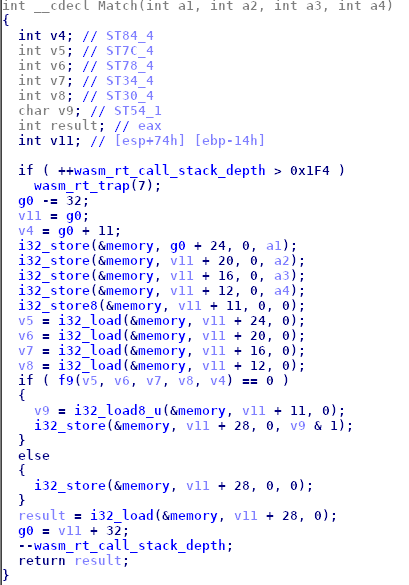 int __cdecl Match(int a1, int a2, int a3, int a4)
{
  int v4; // ST84_4
  int v5; // ST7C_4
  int v6; // ST78_4
  int v7; // ST34_4
  int v8; // ST30_4
  char v9; // ST54_1
  int result; // eax
  int v11; // [esp+74h] [ebp-14h]

  if ( ++wasm_rt_call_stack_depth > 0x1F4 )
    wasm_rt_trap(7);
  g0 -= 32;
  v11 = g0;
  v4 = g0 + 11;
  i32_store(&memory, g0 + 24, 0, a1);
  i32_store(&memory, v11 + 20, 0, a2);
  i32_store(&memory, v11 + 16, 0, a3);
  i32_store(&memory, v11 + 12, 0, a4);
  i32_store8(&memory, v11 + 11, 0, 0);
  v5 = i32_load(&memory, v11 + 24, 0);
  v6 = i32_load(&memory, v11 + 20, 0);
  v7 = i32_load(&memory, v11 + 16, 0);
  v8 = i32_load(&memory, v11 + 12, 0);
  if ( f9(v5, v6, v7, v8, v4) == 0 )
  {
    v9 = i32_load8_u(&memory, v11 + 11, 0);
    i32_store(&memory, v11 + 28, 0, v9 & 1);
  }
  else
  {
    i32_store(&memory, v11 + 28, 0, 0);
  }
  result = i32_load(&memory, v11 + 28, 0);
  g0 = v11 + 32;
  --wasm_rt_call_stack_depth;
  return result;
}